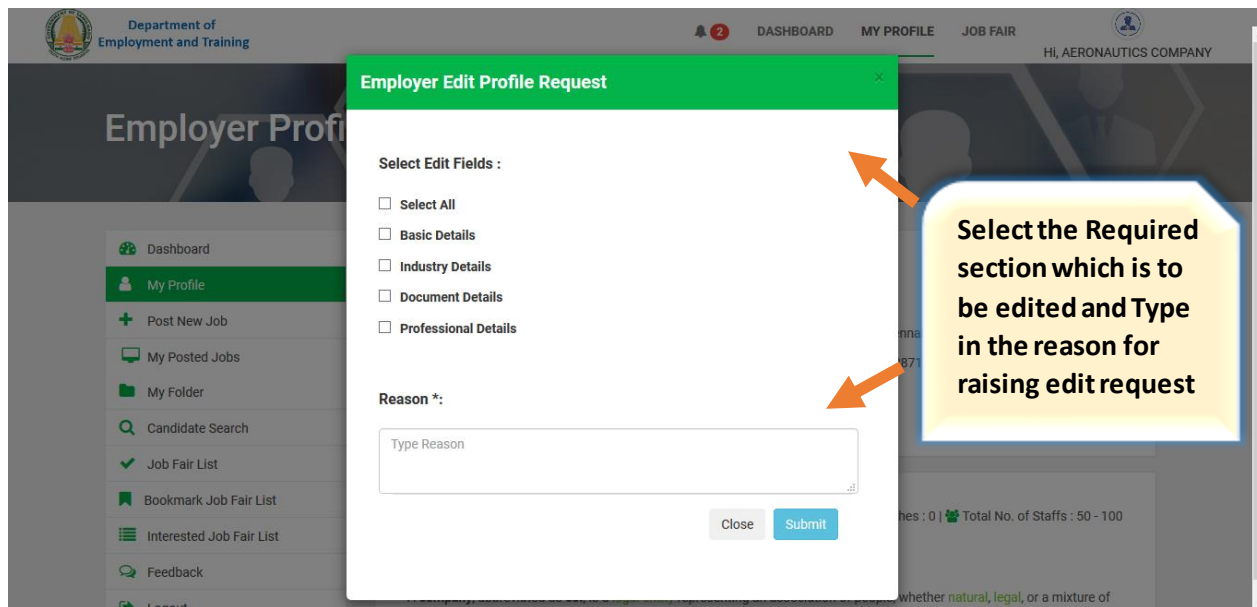 Department of
Employment and Training
2
DASHBOARD
MY PROFILE
JOB FAIR
Hi, AERONAUTICS COMPANY
Employer Profi
Employer Edit Profile Request
×
Select Edit Fields :
Select All
Basic Details
Industry Details
Document Details
Professional Details
Reason *:
Type Reason
Close
Submit
Select the Required
section which is to
be edited and Type
in the reason for
raising edit request
Dashboard
My Profile
Post New Job
My Posted Jobs
My Folder
Candidate Search
Job Fair List
Bookmark Job Fair List
Interested Job Fair List
Feedback
Logout
enna
871
hes : 0 | Total No. of Staffs : 50 - 100
whether natural, legal, or a mixture of